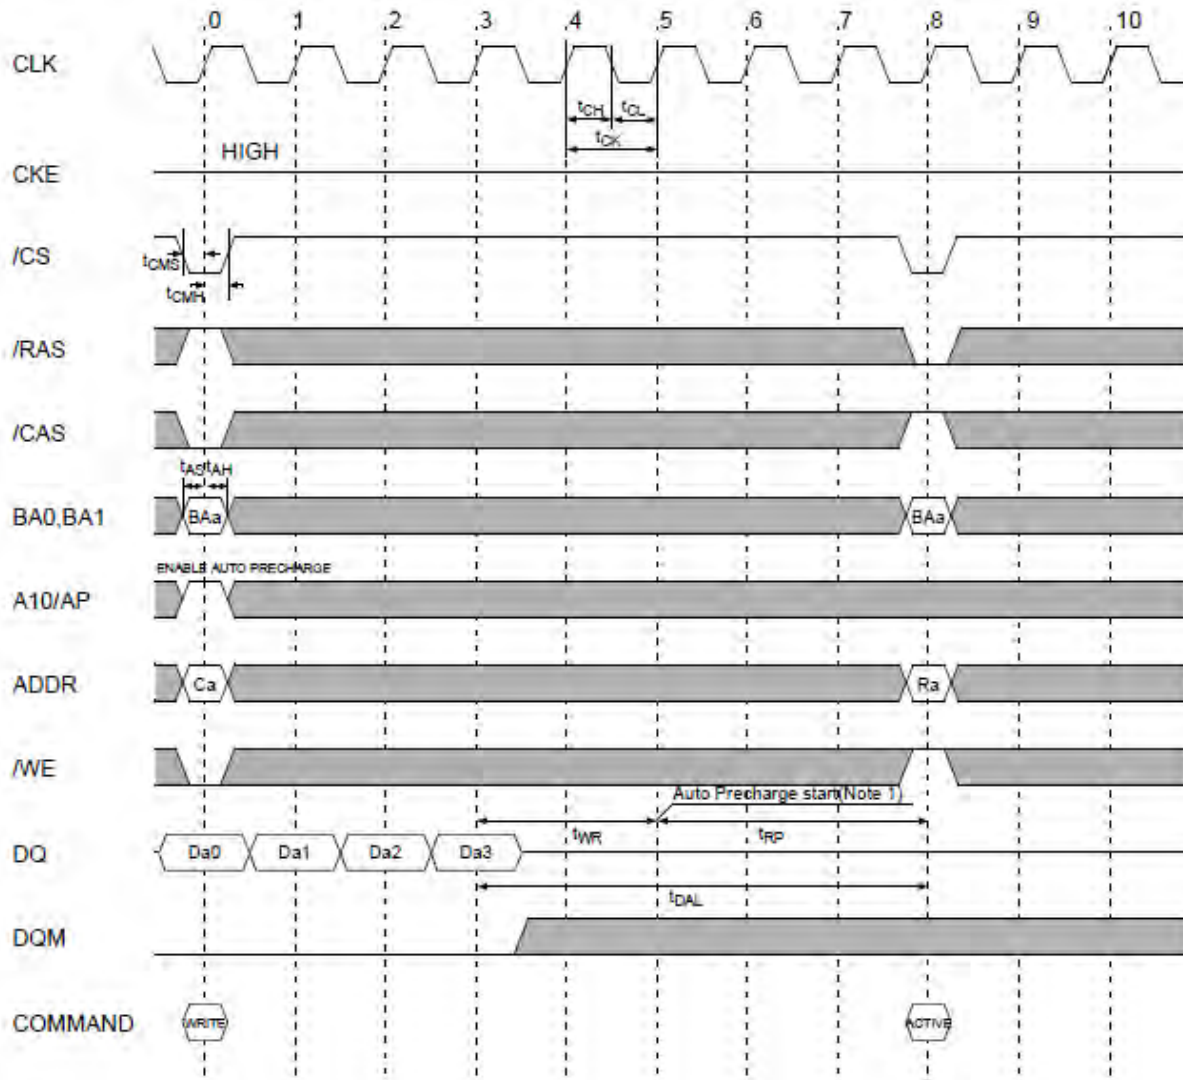 0 1 2 3 4 5 6 7 8 9 10
CLK
tCH tCL
tCK
HIGH
CKE
/CS
tCMS
tCMH
/RAS
/CAS
tAS tAH
BA0,BA1 BAa BAa
ENABLE AUTO PRECHARGE
A10/AP
ADDR Ca Ra
/WE
Auto Precharge start(Note 1)
tWR tRP
DQ Da0 Da1 Da2 Da3
tDAL
DQM
COMMAND WRITE ACTIVE